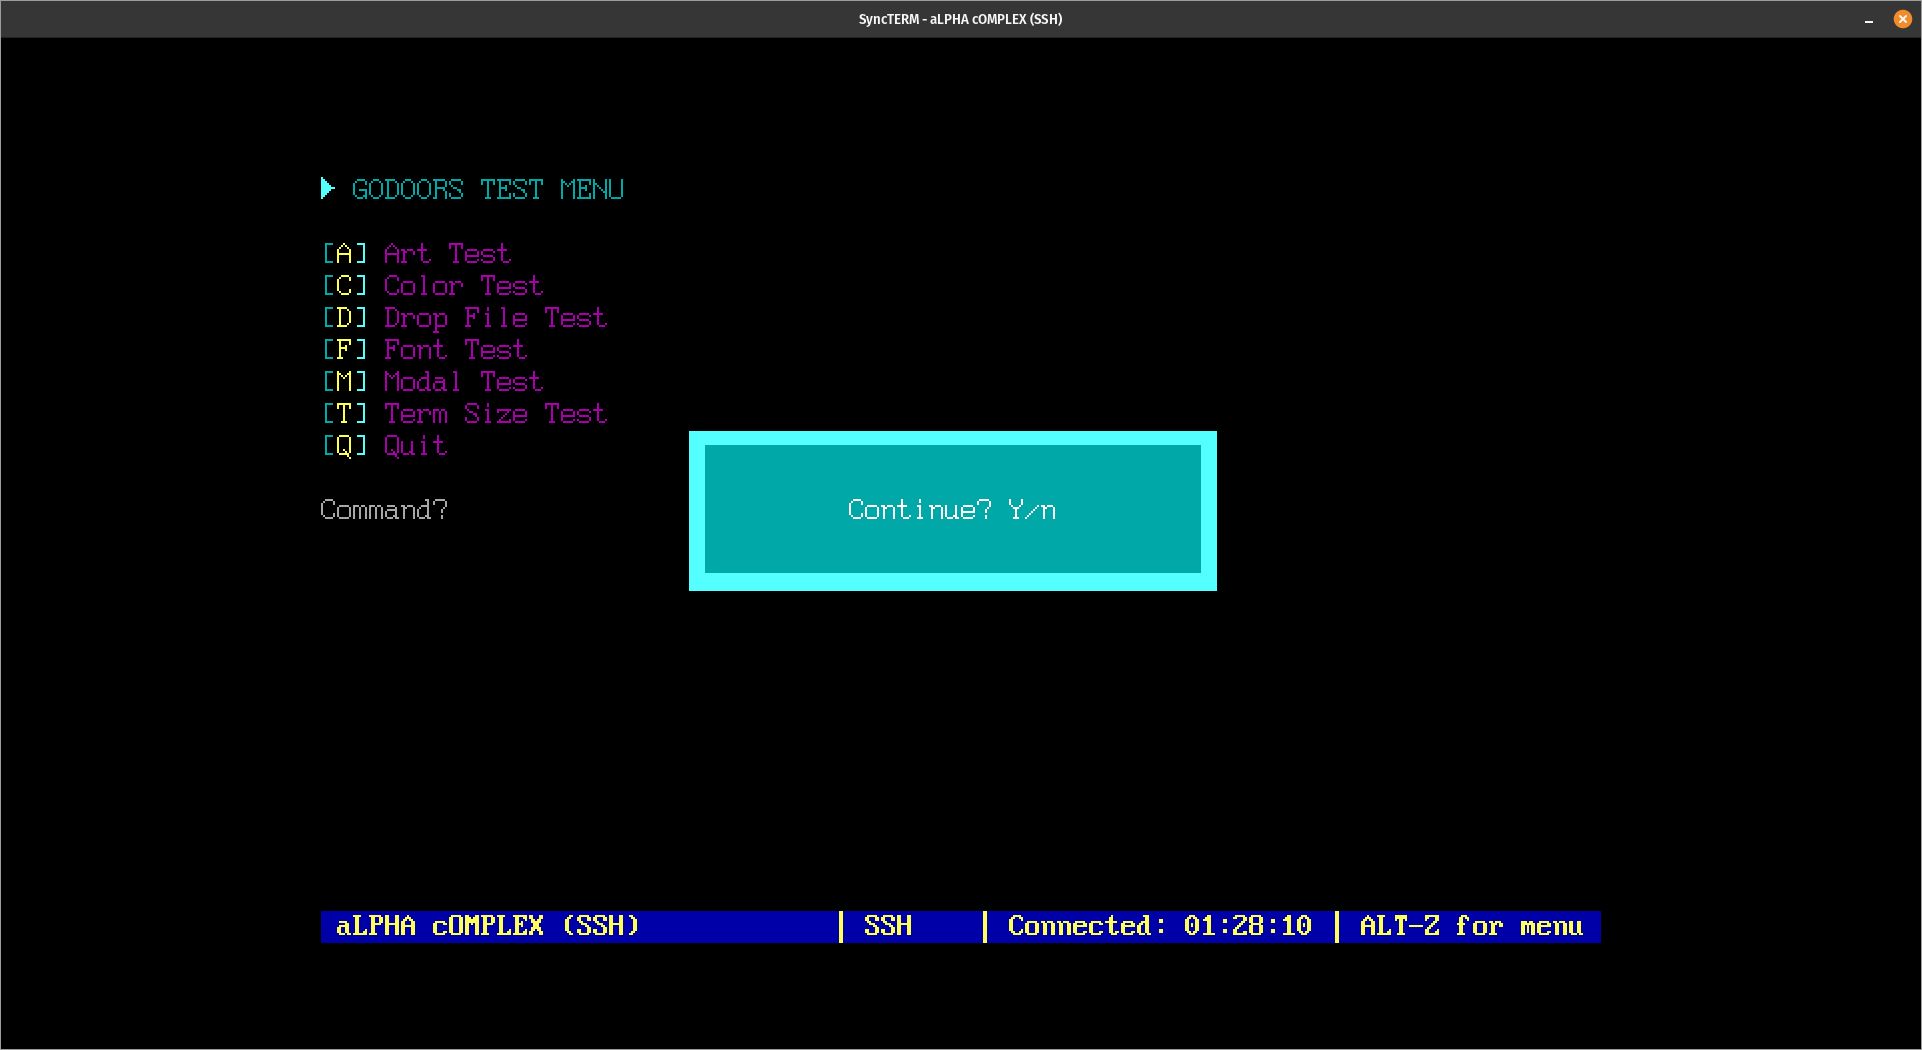 SyncTERM - aLPHA cOMPLEX (SSH)
GODOORS TEST MENU
[A] Art Test
[C] Color Test
[D] Drop File Test
[F] Font Test
[M] Modal Test
[T] Term Size Test
[Q] Quit
Command?
Continue? Y/n
aLPHA cOMPLEX (SSH) | SSH | Connected: 01:28:10 | ALT-Z for menu